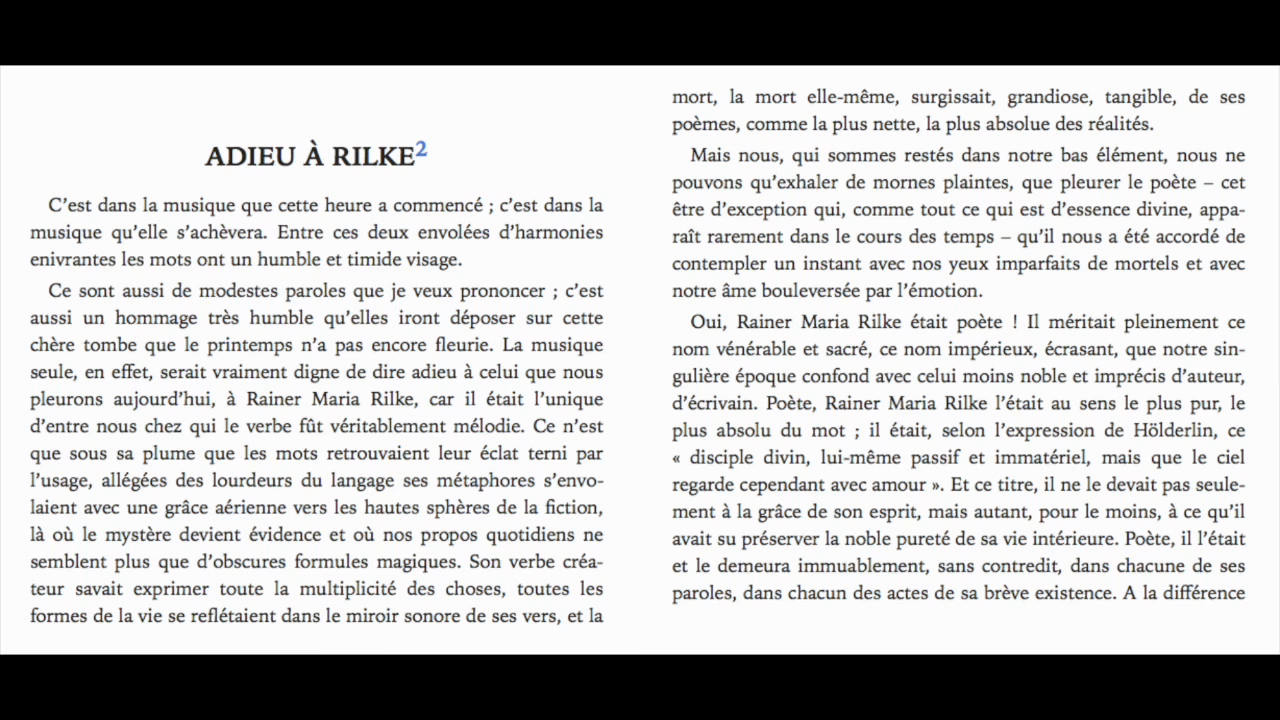 ADIEU À RILKE2
C’est dans la musique que cette heure a commencé ; c’est dans la
musique qu’elle s’achèvera. Entre ces deux envolées d’harmonies
enivrantes les mots ont un humble et timide visage.
Ce sont aussi de modestes paroles que je veux prononcer ; c’est
aussi un hommage très humble qu’elles iront déposer sur cette
chère tombe que le printemps n’a pas encore fleurie. La musique
seule, en effet, serait vraiment digne de dire adieu à celui que nous
pleurons aujourd’hui, à Rainer Maria Rilke, car il était l’unique
d’entre nous chez qui le verbe fût véritablement mélodie. Ce n’est
que sous sa plume que les mots retrouvaient leur éclat terni par
l’usage, allégées des lourdeurs du langage ses métaphores s’envo-
laient avec une grâce aérienne vers les hautes sphères de la fiction,
là où le mystère devient évidence et où nos propos quotidiens ne
semblent plus que d’obscures formules magiques. Son verbe créa-
teur savait exprimer toute la multiplicité des choses, toutes les
formes de la vie se reflétaient dans le miroir sonore de ses vers, et la
mort, la mort elle-même, surgissait, grandiose, tangible, de ses
poèmes, comme la plus nette, la plus absolue des réalités.
Mais nous, qui sommes restés dans notre bas élément, nous ne
pouvons qu’exhaler de mornes plaintes, que pleurer le poète – cet
être d’exception qui, comme tout ce qui est d’essence divine, appa-
raît rarement dans le cours des temps – qu’il nous a été accordé de
contempler un instant avec nos yeux imparfaits de mortels et avec
notre âme bouleversée par l’émotion.
Oui, Rainer Maria Rilke était poète ! Il méritait pleinement ce
nom vénérable et sacré, ce nom impérieux, écrasant, que notre sin-
gulière époque confond avec celui moins noble et imprécis d’auteur,
d’écrivain. Poète, Rainer Maria Rilke l’était au sens le plus pur, le
plus absolu du mot ; il était, selon l’expression de Hölderlin, ce
« disciple divin, lui-même passif et immatériel, mais que le ciel
regarde cependant avec amour ». Et ce titre, il ne le devait pas seule-
ment à la grâce de son esprit, mais autant, pour le moins, à ce qu’il
avait su préserver la noble pureté de sa vie intérieure. Poète, il l’était
et le demeura immuablement, sans contredit, dans chacune de ses
paroles, dans chacun des actes de sa brève existence. A la différence